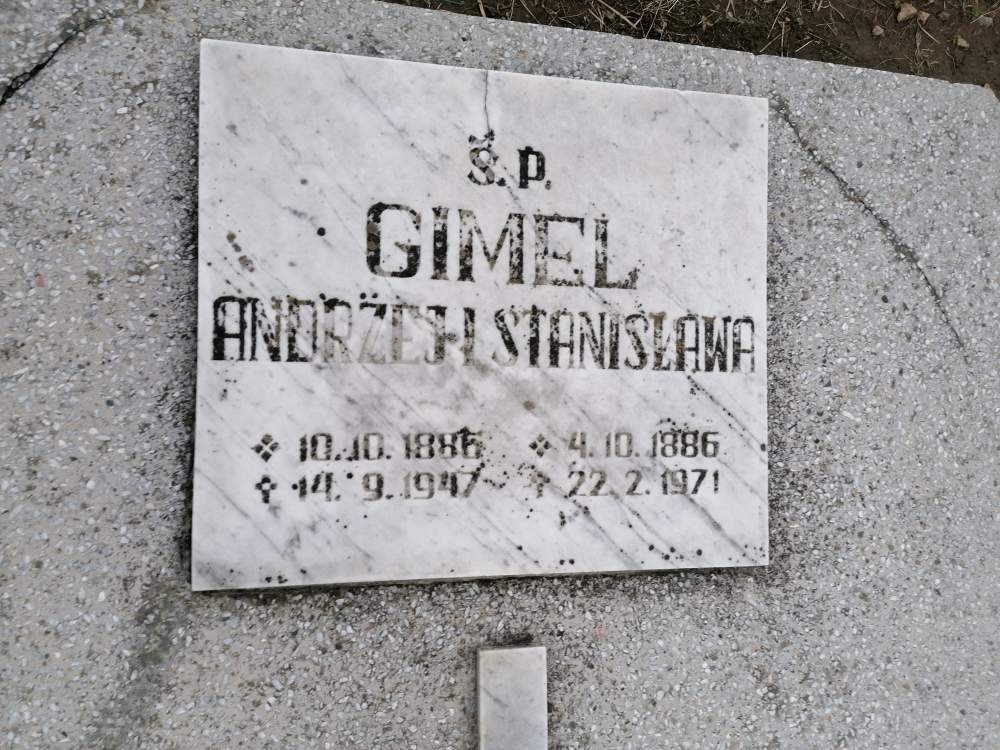 Ś.P.
GIMEL
ANDRZEJ I STANISŁAWA
10.10.1886 4.10.1886
14.9.1947 22.2.1971